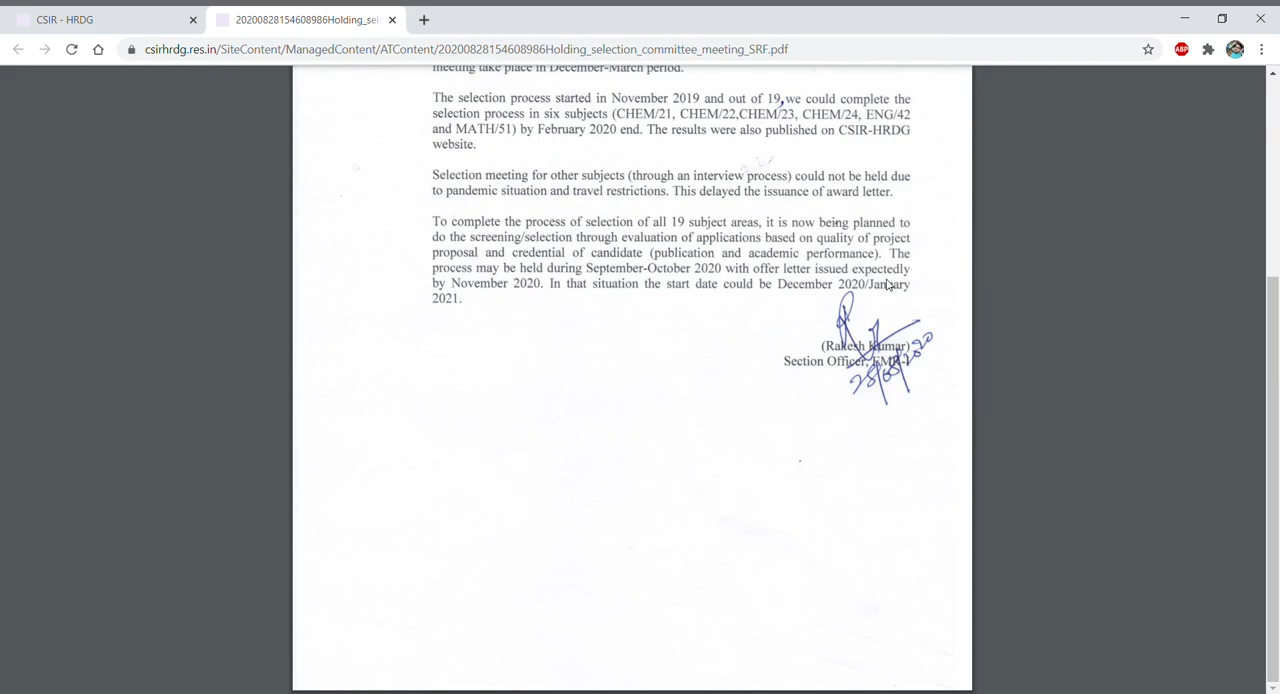 CSIR - HRDG
20200828154608986Holding_sel
csirhrdg.res.in/SiteContent/ManagedContent/ATContent/20200828154608986Holding_selection_committee_meeting_SRF.pdf
ABP
meeting take place in December-March period.
The selection process started in November 2019 and out of 19, we could complete the
selection process in six subjects (CHEM/21, CHEM/22,CHEM/23, CHEM/24, ENG/42
and MATH/51) by February 2020 end. The results were also published on CSIR-HRDG
website.
Selection meeting for other subjects (through an interview process) could not be held due
to pandemic situation and travel restrictions. This delayed the issuance of award letter.
To complete the process of selection of all 19 subject areas, it is now being planned to
do the screening/selection through evaluation of applications based on quality of project
proposal and credential of candidate (publication and academic performance). The
process may be held during September-October 2020 with offer letter issued expectedly
by November 2020. In that situation the start date could be December 2020/January
2021.
(Rakesh Kumar)
Section Officer, EMR-I
28/08/2020